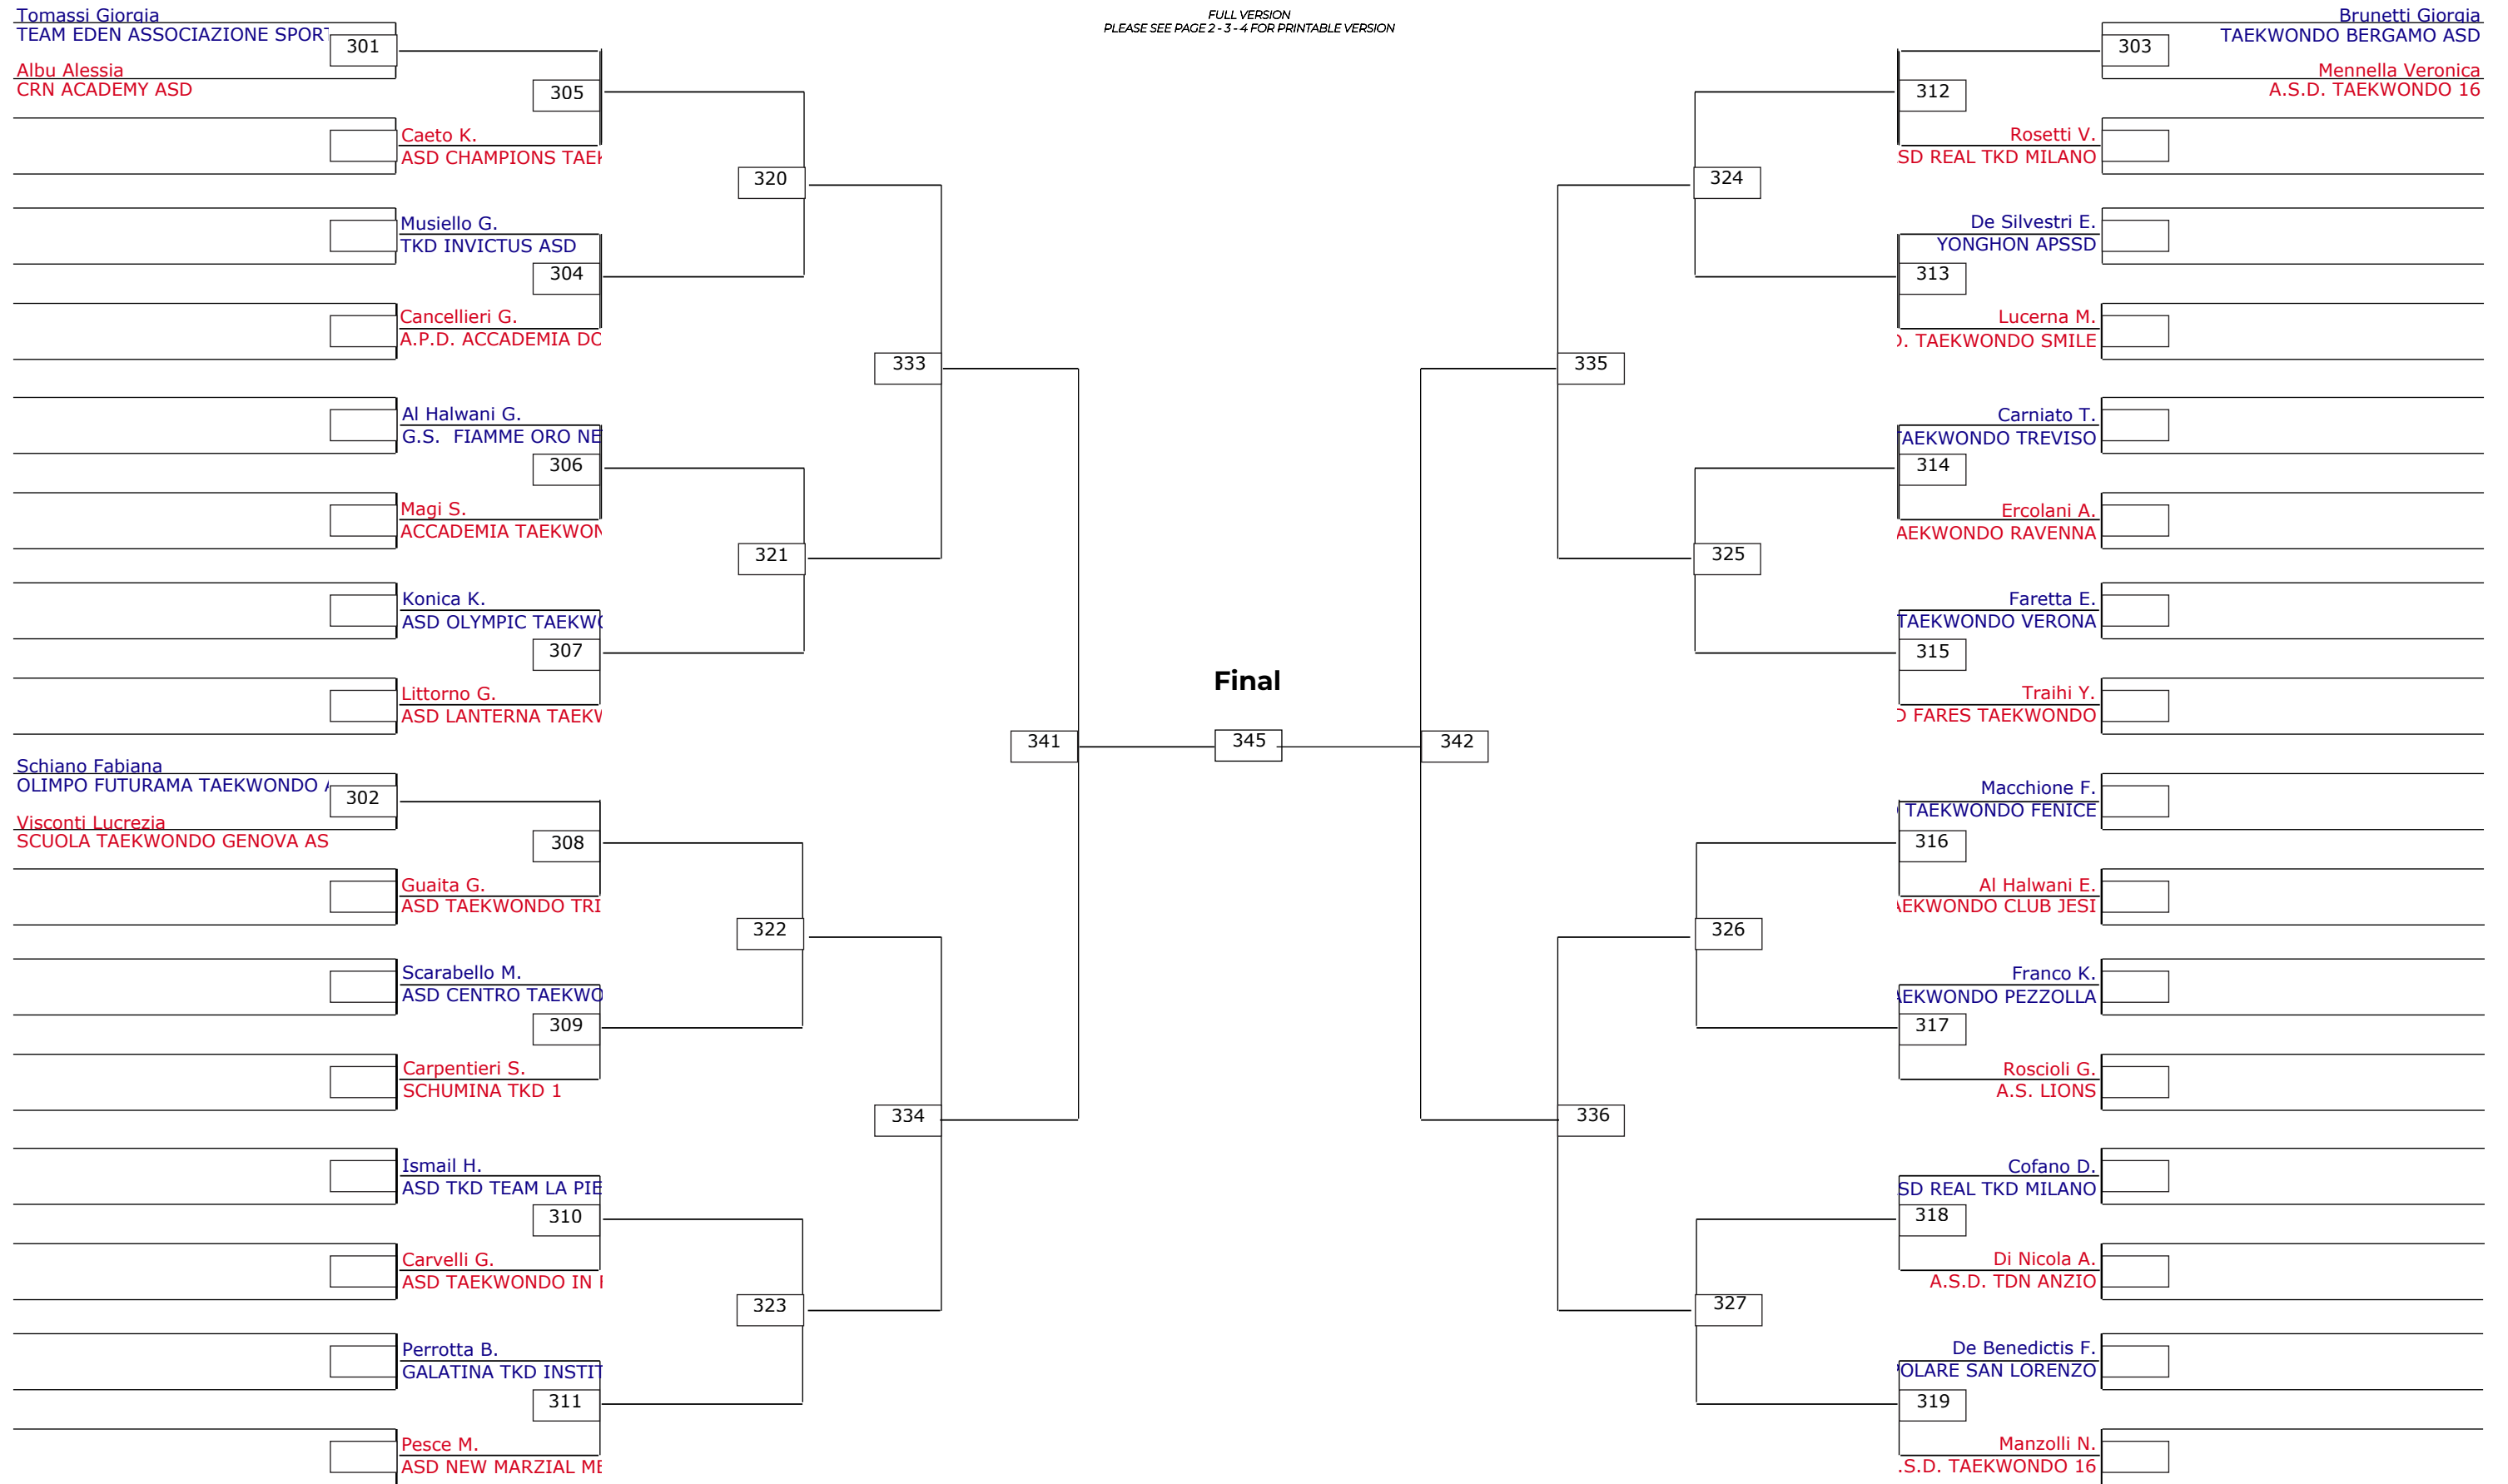 FULL VERSION
PLEASE SEE PAGE 2 - 3 - 4 FOR PRINTABLE VERSION
Tomassi Giorgia
TEAM EDEN ASSOCIAZIONE SPOR
301
Albu Alessia
CRN ACADEMY ASD
305
Caeto K.
ASD CHAMPIONS TAEK
320
Musiello G.
TKD INVICTUS ASD
304
Cancellieri G.
A.P.D. ACCADEMIA DO
333
Al Halwani G.
G.S. FIAMME ORO NE
306
Magi S.
ACCADEMIA TAEKWON
321
Konica K.
ASD OLYMPIC TAEKWO
307
Littorno G.
ASD LANTERNA TAEKW
341
Schiano Fabiana
OLIMPO FUTURAMA TAEKWONDO A
302
Visconti Lucrezia
SCUOLA TAEKWONDO GENOVA AS
308
Guaita G.
ASD TAEKWONDO TRI
322
Scarabello M.
ASD CENTRO TAEKWO
309
Carpentieri S.
SCHUMINA TKD 1
334
Ismail H.
ASD TKD TEAM LA PIE
310
Carvelli G.
ASD TAEKWONDO IN
323
Perrotta B.
GALATINA TKD INSTIT
311
Pesce M.
ASD NEW MARZIAL ME
Final
345
Brunetti Giorgia
TAEKWONDO BERGAMO ASD
303
Mennella Veronica
A.S.D. TAEKWONDO 16
312
Rosetti V.
SD REAL TKD MILANO
324
De Silvestri E.
YONGHON APSSD
313
Lucerna M.
. TAEKWONDO SMILE
335
Carniato T.
TAEKWONDO TREVISO
314
Ercolani A.
AEKWONDO RAVENNA
325
Faretta E.
TAEKWONDO VERONA
315
Traihi Y.
D FARES TAEKWONDO
342
Macchione F.
TAEKWONDO FENICE
316
Al Halwani E.
AEKWONDO CLUB JESI
326
Franco K.
AEKWONDO PEZZOLLA
317
Roscioli G.
A.S. LIONS
336
Cofano D.
SD REAL TKD MILANO
318
Di Nicola A.
A.S.D. TDN ANZIO
327
De Benedictis F.
OLARE SAN LORENZO
319
Manzolli N.
.S.D. TAEKWONDO 16